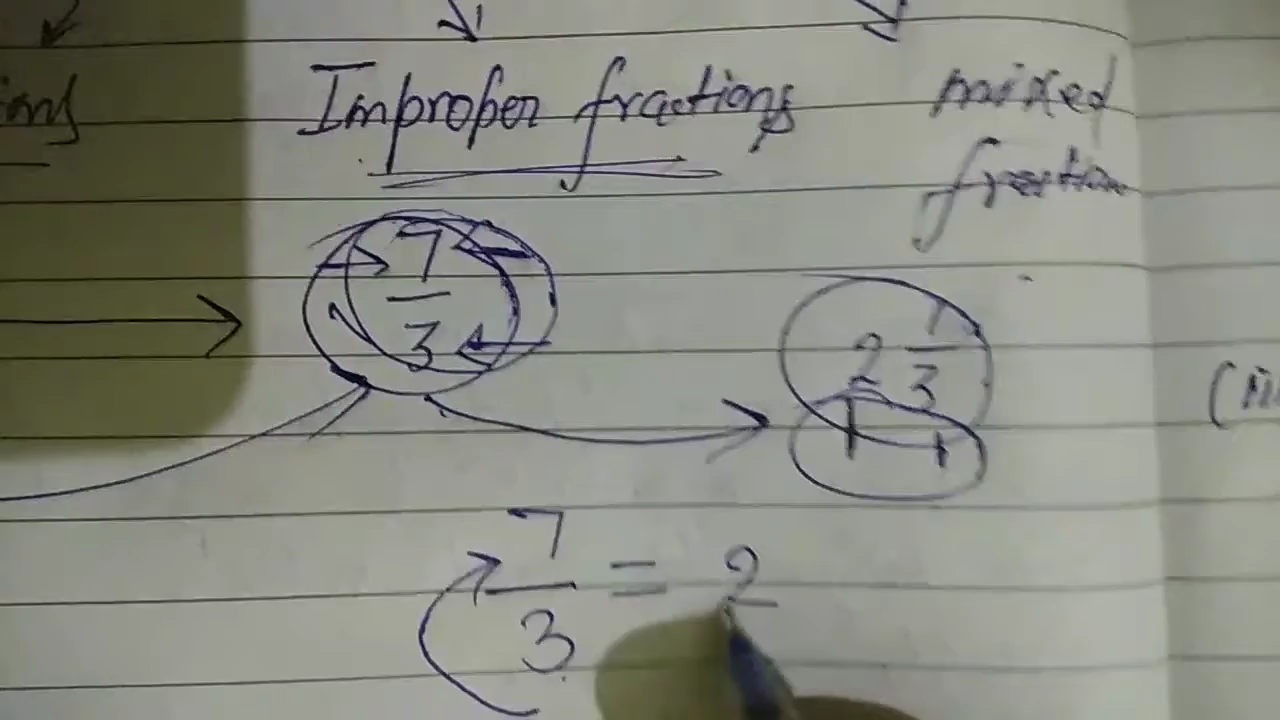 Improper fractions
mixed
fraction
7
3
2 1
3
7
3 = 2